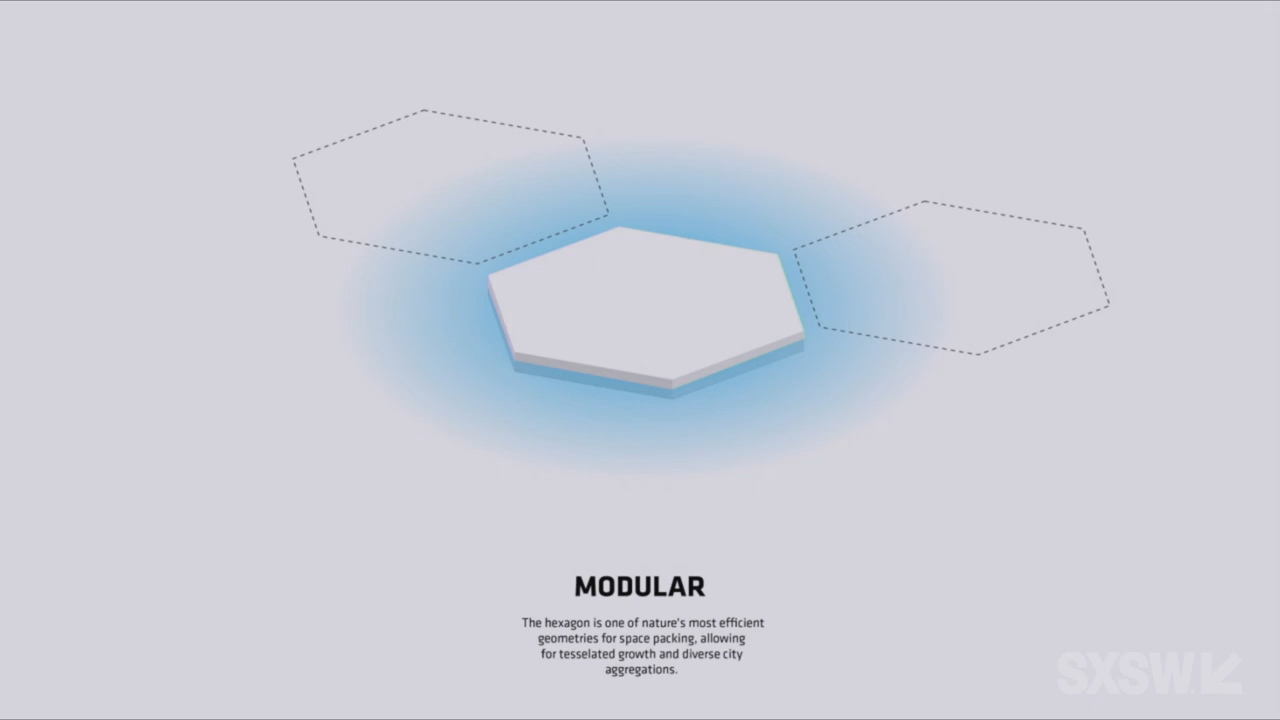 MODULAR
The hexagon is one of nature's most efficient
geometries for space packing, allowing
for tesselated growth and diverse city
aggregations.
SXSW.